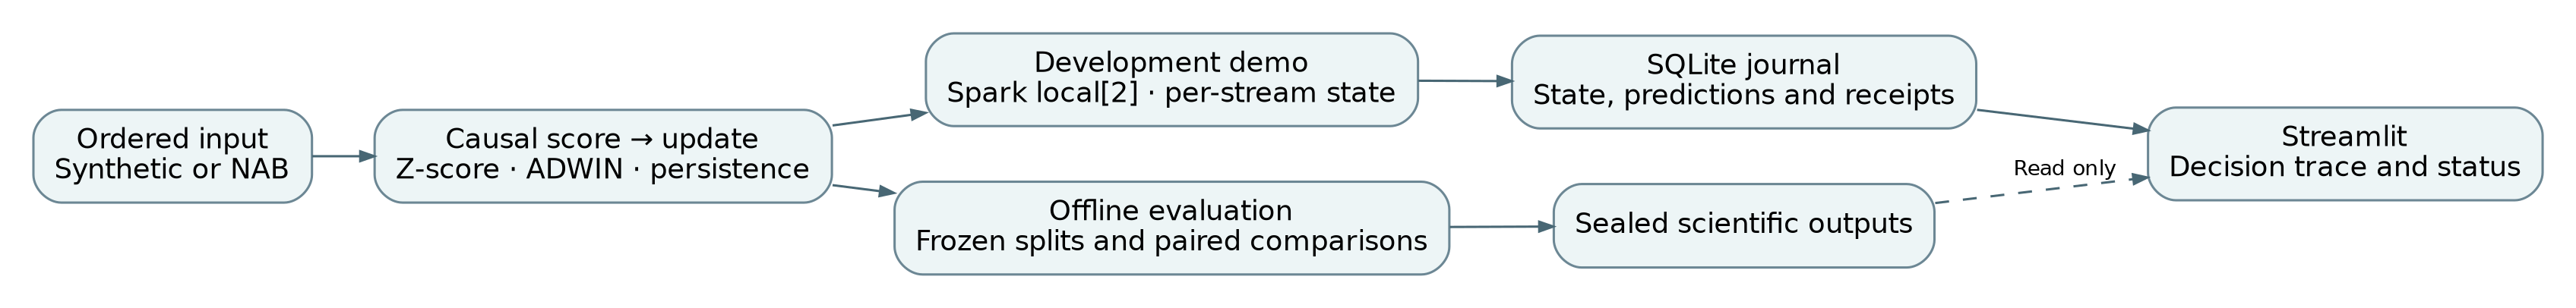 Ordered input
Synthetic or NAB
Causal score → update
Z-score · ADWIN · persistence
Development demo
Spark local[2] · per-stream state
SQLite journal
State, predictions and receipts
Offline evaluation
Frozen splits and paired comparisons
Sealed scientific outputs
Read only
Streamlit
Decision trace and status